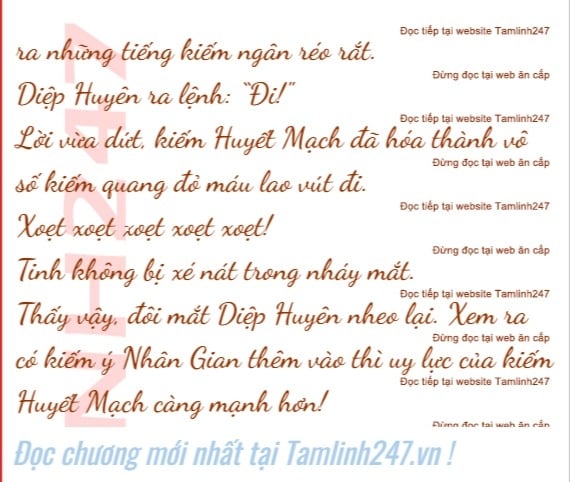 Đọc tiếp tại website Tamlinh247
ra những tiếng kiếm ngân réo rắt.
Đừng đọc tại web ăn cắp
Diệp Huyên ra lệnh: “Đi!”
Đọc tiếp tại website Tamlinh247
Lời vừa dứt, kiếm Huyết Mạch đã hóa thành vô
Đừng đọc tại web ăn cắp
số kiếm quang đỏ máu lao vút đi.
Đọc tiếp tại website Tamlinh247
Xoẹt xoẹt xoẹt xoẹt xoẹt!
Đừng đọc tại web ăn cắp
Tinh không bị xé nát trong nháy mắt.
Đọc tiếp tại website Tamlinh247
Thấy vậy, đôi mắt Diệp Huyên nheo lại. Xem ra
Đừng đọc tại web ăn cắp
có kiếm ý Nhân Gian thêm vào thì uy lực của kiếm
Đọc tiếp tại website Tamlinh247
Huyết Mạch càng mạnh hơn!
Đừng đọc tại web ăn cắp
NH247
Đọc chương mới nhất tại Tamlinh247.vn !